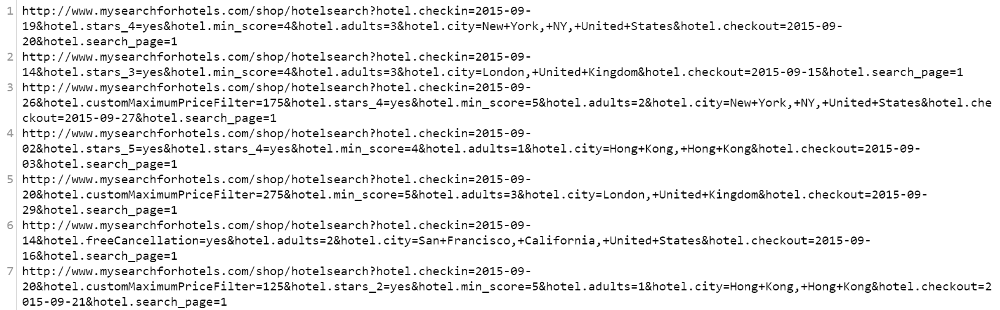 1 http://www.mysearchforhotels.com/shop/hotelsearch?hotel.checkin=2015-09-
19&hotel.stars_4=yes&hotel.min_score=4&hotel.adults=3&hotel.city=New+York,+NY,+United+States&hotel.checkout=2015-09-
20&hotel.search_page=1
2 http://www.mysearchforhotels.com/shop/hotelsearch?hotel.checkin=2015-09-
14&hotel.stars_3=yes&hotel.min_score=4&hotel.adults=3&hotel.city=London,+United+Kingdom&hotel.checkout=2015-09-15&hotel.search_page=1
3 http://www.mysearchforhotels.com/shop/hotelsearch?hotel.checkin=2015-09-
26&hotel.customMaximumPriceFilter=175&hotel.stars_4=yes&hotel.min_score=5&hotel.adults=2&hotel.city=New+York,+NY,+United+States&hotel.che
ckout=2015-09-27&hotel.search_page=1
4 http://www.mysearchforhotels.com/shop/hotelsearch?hotel.checkin=2015-09-
02&hotel.stars_5=yes&hotel.stars_4=yes&hotel.min_score=4&hotel.adults=1&hotel.city=Hong+Kong,+Hong+Kong&hotel.checkout=2015-09-
03&hotel.search_page=1
5 http://www.mysearchforhotels.com/shop/hotelsearch?hotel.checkin=2015-09-
20&hotel.customMaximumPriceFilter=275&hotel.min_score=5&hotel.adults=3&hotel.city=London,+United+Kingdom&hotel.checkout=2015-09-
29&hotel.search_page=1
6 http://www.mysearchforhotels.com/shop/hotelsearch?hotel.checkin=2015-09-
14&hotel.freeCancellation=yes&hotel.adults=2&hotel.city=San+Francisco,+California,+United+States&hotel.checkout=2015-09-
16&hotel.search_page=1
7 http://www.mysearchforhotels.com/shop/hotelsearch?hotel.checkin=2015-09-
20&hotel.customMaximumPriceFilter=125&hotel.stars_2=yes&hotel.min_score=5&hotel.adults=1&hotel.city=Hong+Kong,+Hong+Kong&hotel.checkout=2
015-09-21&hotel.search_page=1